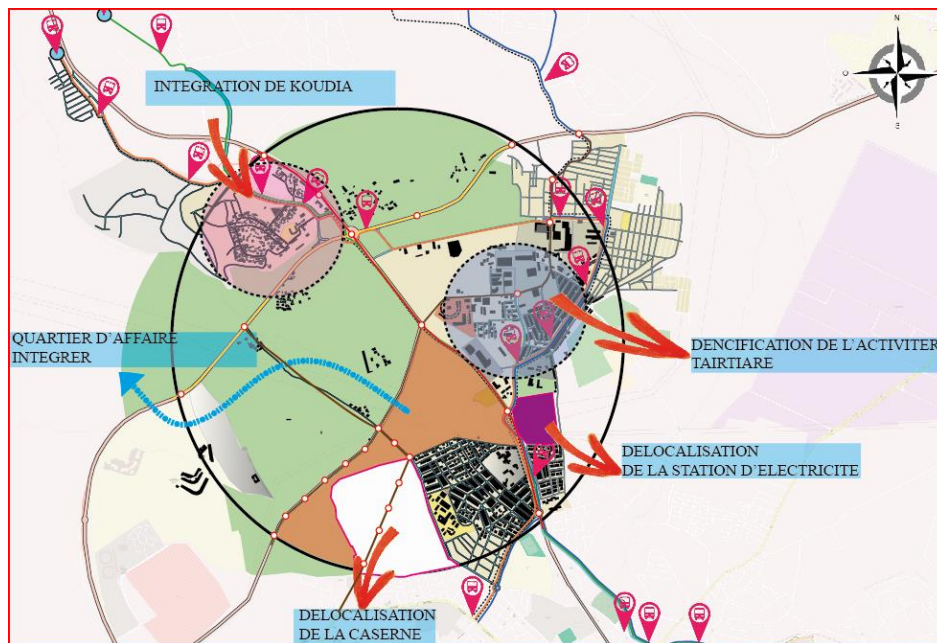 N
O
S
INTEGRATION DE KOUDIA
QUARTIER D'AFFAIRE
INTEGRER
DENCIFICATION DE L'ACTIVITER
TAIRTIARE
DELOCALISATION
DE LA STATION D'ELECTRICITE
DELOCALISATION
DE LA CASERNE